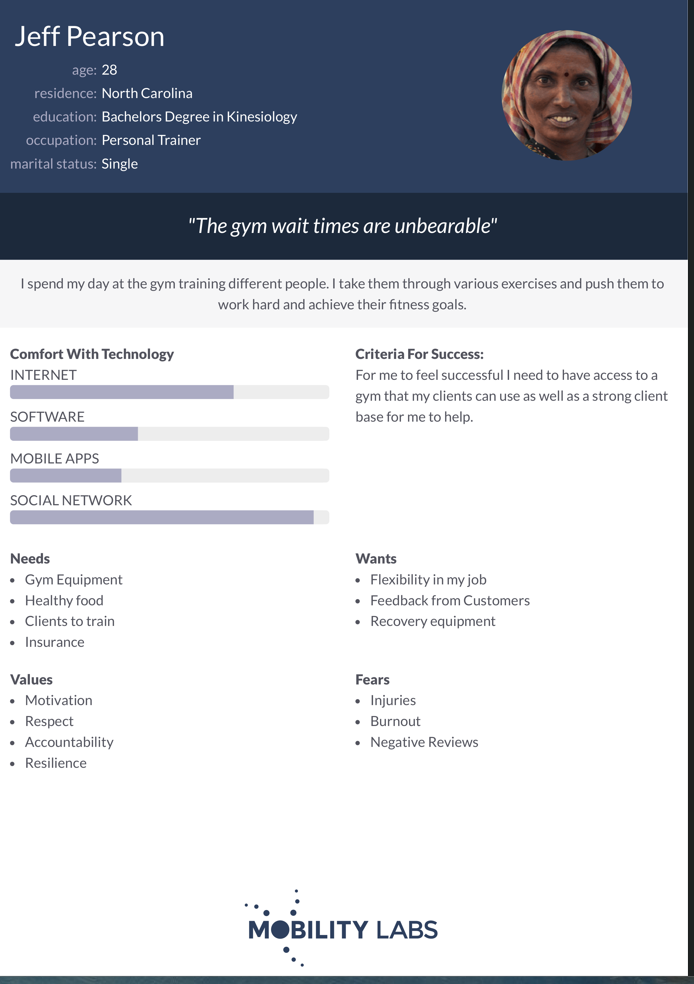 Jeff Pearson
age: 28
residence: North Carolina
education: Bachelors Degree in Kinesiology
occupation: Personal Trainer
marital status: Single
"The gym wait times are unbearable"
I spend my day at the gym training different people. I take them through various exercises and push them to
work hard and achieve their fitness goals.
Comfort With Technology
INTERNET
SOFTWARE
MOBILE APPS
SOCIAL NETWORK
Criteria For Success:
For me to feel successful I need to have access to a
gym that my clients can use as well as a strong client
base for me to help.
Needs
• Gym Equipment
• Healthy food
• Clients to train
• Insurance
Wants
• Flexibility in my job
• Feedback from Customers
• Recovery equipment
Values
• Motivation
• Respect
• Accountability
• Resilience
Fears
• Injuries
• Burnout
• Negative Reviews
MOBILITY LABS